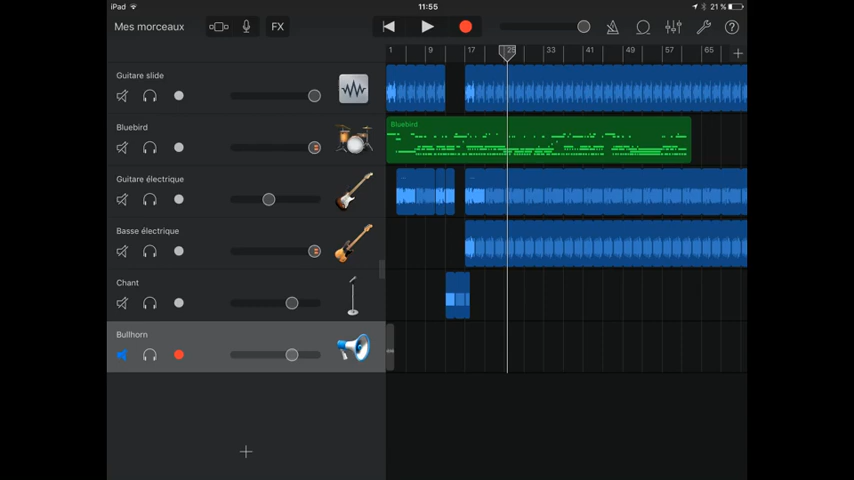 iPad
11:55
21 %
Mes morceaux
FX
1 9 17 25 33 41 49 57 65
Guitare slide
Bluebird
Bluebird
Guitare électrique
Basse électrique
Chant
Bullhorn